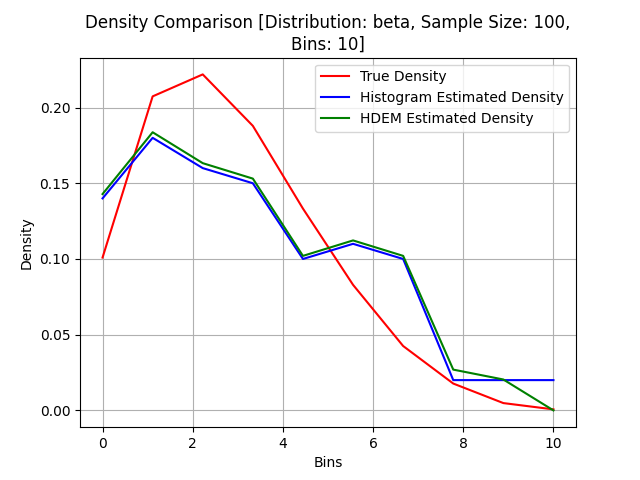 Density Comparison [Distribution: beta, Sample Size: 100,
Bins: 10]
True Density
Histogram Estimated Density
HDEM Estimated Density
Density
0.20
0.15
0.10
0.05
0.00
0 2 4 6 8 10
Bins